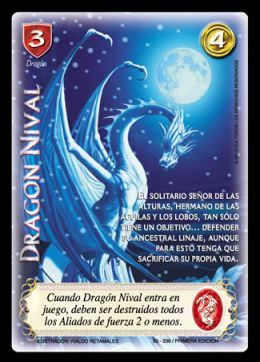 3
4
Dragón
DRAGÓN NIVAL
EL SOLITARIO SEÑOR DE LAS
ALTURAS, HERMANO DE LAS
ÁGUILAS Y LOS LOBOS, TAN SÓLO
TIENE UN OBJETIVO... DEFENDER
SU ANCESTRAL LINAJE, AUNQUE
PARA ESTO TENGA QUE
SACRIFICAR SU PROPIA VIDA.
Cuando Dragón Nival entra en
juego, deben ser destruidos todos
los Aliados de fuerza 2 o menos.
ILUSTRADOR: WALDO RETAMALES
/ PRIMERA EDICIÓN